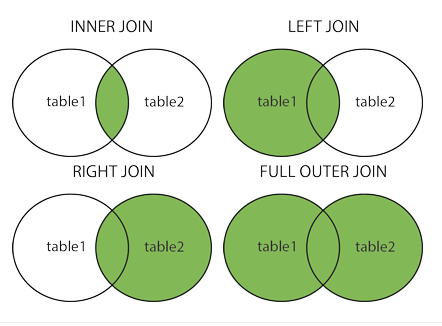 INNER JOIN
LEFT JOIN
table1
table2
table1
table2
RIGHT JOIN
FULL OUTER JOIN
table1
table2
table1
table2